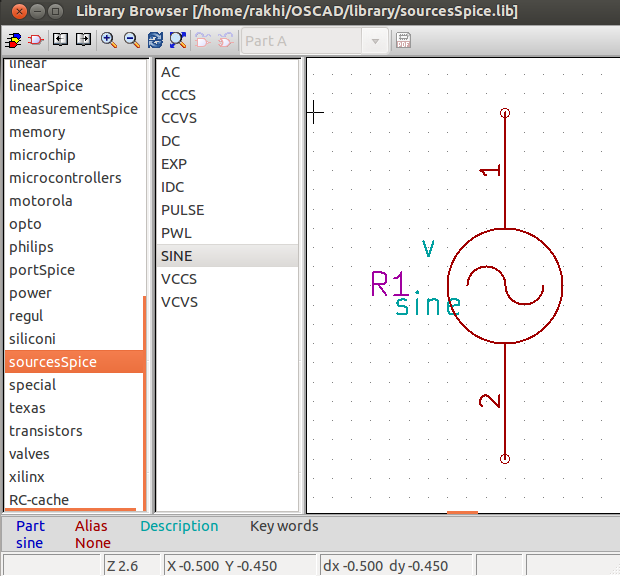 Library Browser [/home/rakhi/OSCAD/library/sourcesSpice.lib]
Part A
PDF
linear
linearSpice
measurementSpice
memory
microchip
microcontrollers
motorola
opto
philips
portSpice
power
regul
siliconi
sourcesSpice
special
texas
transistors
valves
xilinx
RC-cache
AC
CCCS
CCVS
DC
EXP
IDC
PULSE
PWL
SINE
VCCS
VCVS
1
v
R1
sine
2
Part Alias Description Key words
sine None
Z 2.6 X -0.500 Y -0.450 dx -0.500 dy -0.450